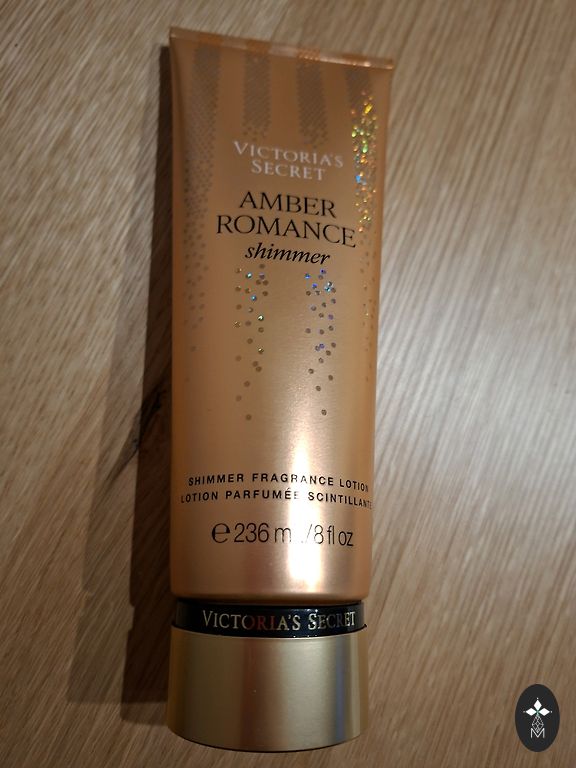 VICTORIA'S
SECRET
AMBER
ROMANCE
shimmer
SHIMMER FRAGRANCE LOTION
LOTION PARFUMÉE SCINTILLANTE
℮ 236 ml/8 fl oz
VICTORIA'S SECRET
M